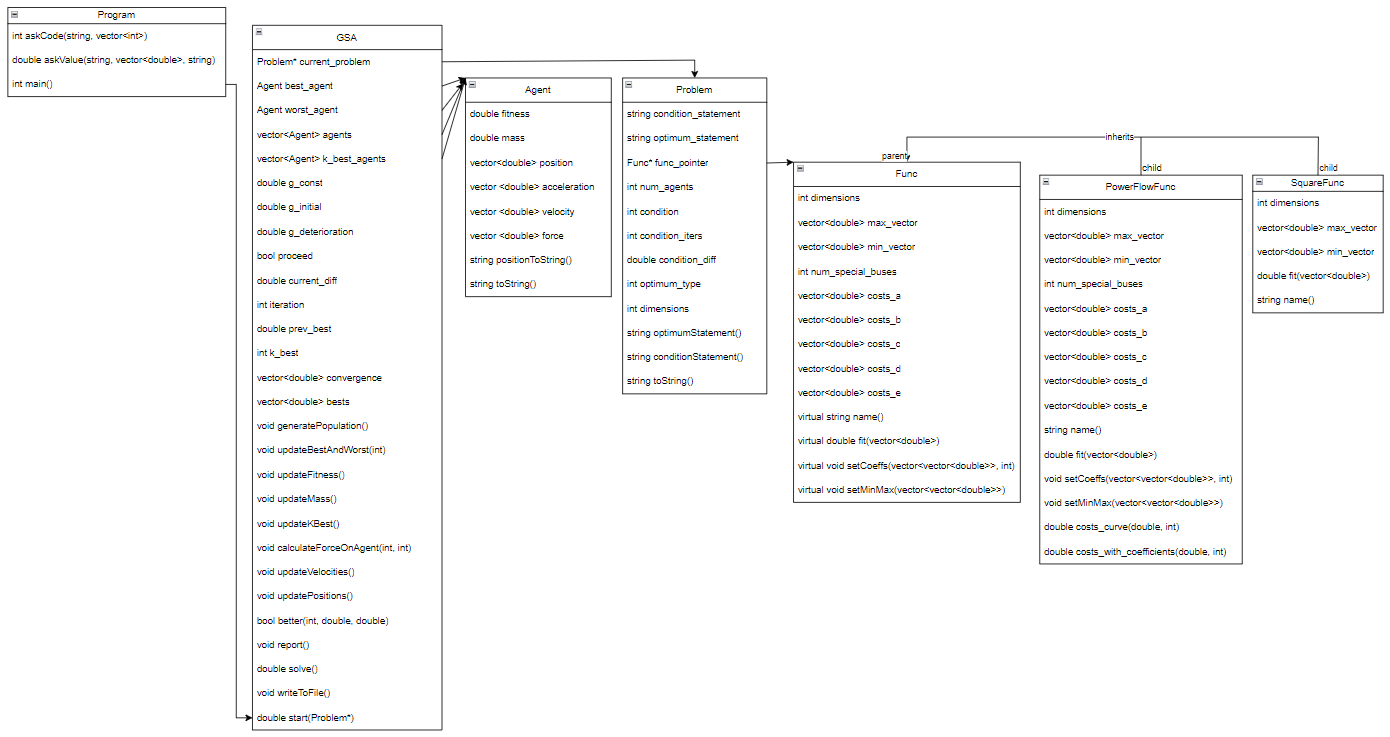 Program
int askCode(string, vector<int>)
double askValue(string, vector<double>, string)
int main()
GSA
Problem* current_problem
Agent best_agent
Agent worst_agent
vector<Agent> agents
vector<Agent> k_best_agents
double g_const
double g_initial
double g_deterioration
bool proceed
double current_diff
int iteration
double prev_best
int k_best
vector<double> convergence
vector<double> bests
void generatePopulation()
void updateBestAndWorst(int)
void updateFitness()
void updateMass()
void updateKBest()
void calculateForceOnAgent(int, int)
void updateVelocities()
void updatePositions()
bool better(int, double, double)
void report()
double solve()
void writeToFile()
double start(Problem*)
Agent
double fitness
double mass
vector<double> position
vector <double> acceleration
vector <double> velocity
vector <double> force
string positionToString()
string toString()
Problem
string condition_statement
string optimum_statement
Func* func_pointer
int num_agents
int condition
int condition_iters
double condition_diff
int optimum_type
int dimensions
string optimumStatement()
string conditionStatement()
string toString()
inherits
parent
Func
int dimensions
vector<double> max_vector
vector<double> min_vector
int num_special_buses
vector<double> costs_a
vector<double> costs_b
vector<double> costs_c
vector<double> costs_d
vector<double> costs_e
virtual string name()
virtual double fit(vector<double>)
virtual void setCoeffs(vector<vector<double>>, int)
virtual void setMinMax(vector<vector<double>>)
child
PowerFlowFunc
int dimensions
vector<double> max_vector
vector<double> min_vector
int num_special_buses
vector<double> costs_a
vector<double> costs_b
vector<double> costs_c
vector<double> costs_d
vector<double> costs_e
string name()
double fit(vector<double>)
void setCoeffs(vector<vector<double>>, int)
void setMinMax(vector<vector<double>>)
double costs_curve(double, int)
double costs_with_coefficients(double, int)
child
SquareFunc
int dimensions
vector<double> max_vector
vector<double> min_vector
double fit(vector<double>)
string name()